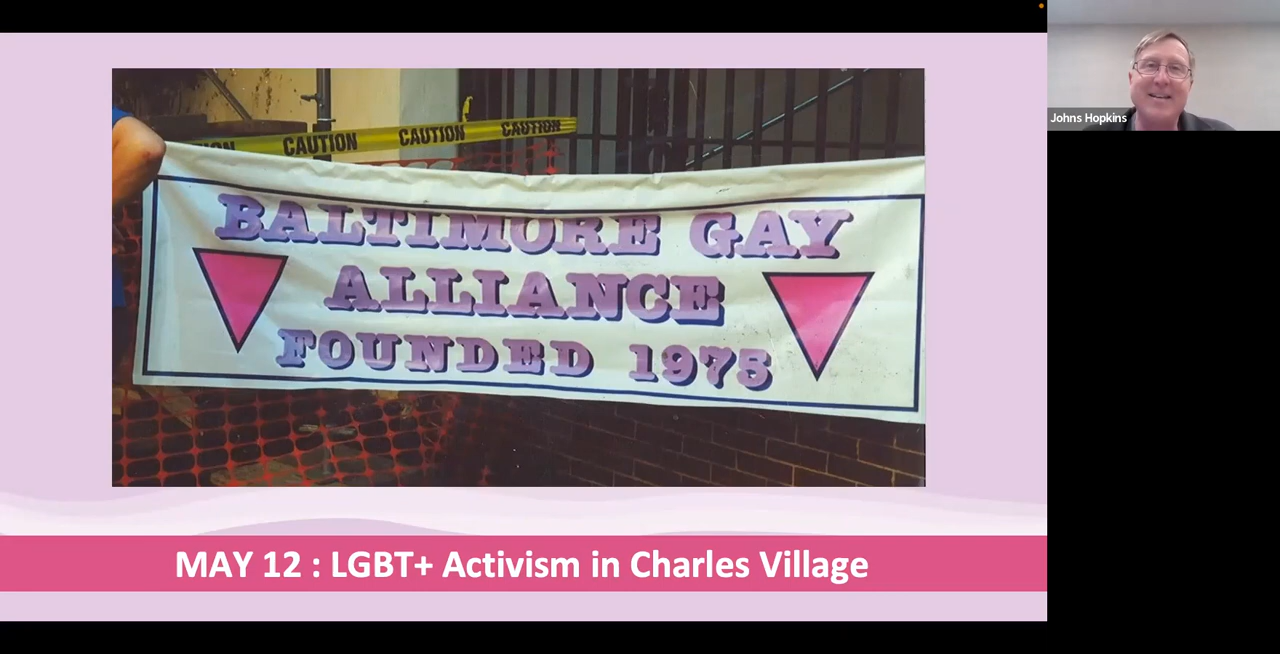 CAUTION
CAUTION
CAUTION
BALTIMORE GAY
ALLIANCE
FOUNDED 1975
MAY 12 : LGBT+ Activism in Charles Village
Johns Hopkins